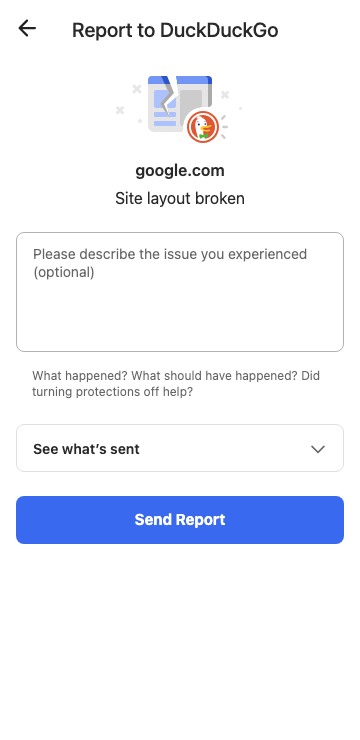 Report to DuckDuckGo
google.com
Site layout broken
Please describe the issue you experienced
(optional)
What happened? What should have happened? Did
turning protections off help?
See what’s sent
Send Report